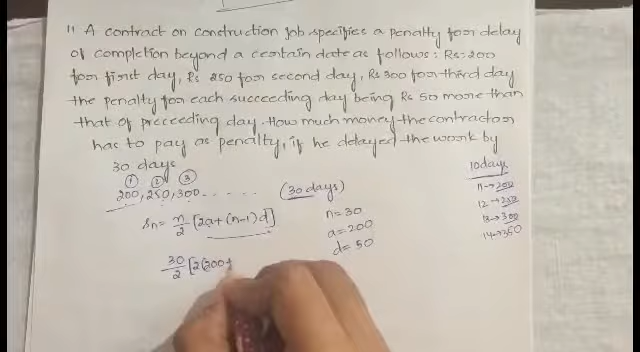 11 A contract on construction job specifies a penalty for delay
of completion beyond a certain date as follows: Rs.200
for first day, Rs 250 for second day, Rs 300 for third day
the penalty for each succeeding day being Rs 50 more than
that of preceeding day. How much money the contractor
has to pay as penalty, if he delayed the work by
30 days
① ② ③
200, 250, 300 ...... (30 days)
Sn = n/2 [2a + (n-1) d]
n = 30
a = 200
d = 50
30/2 [2(200+
10 days
11 → 200
12 → 250
13 → 300
14 → 350